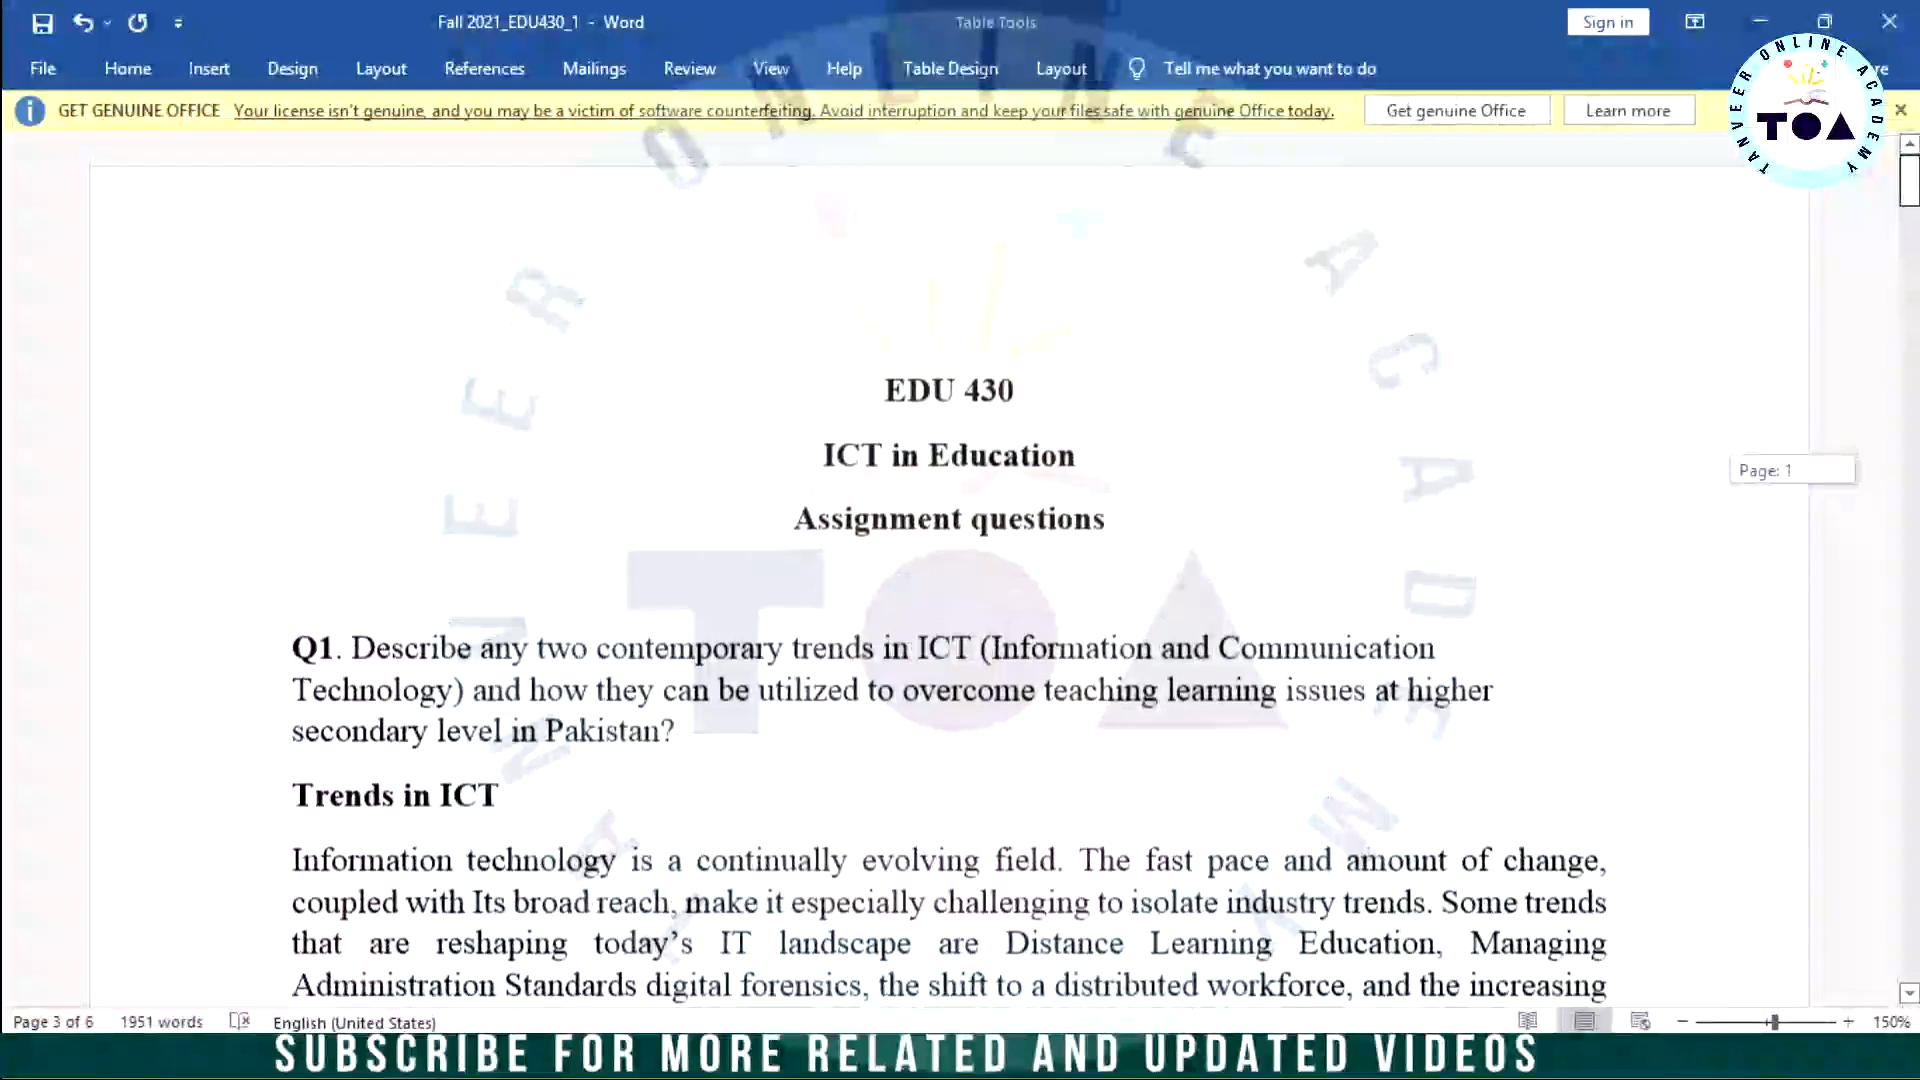 Fall 2021_EDU430_1 - Word
Table Tools
Sign in
File Home Insert Design Layout References Mailings Review View Help Table Design Layout Tell me what you want to do
GET GENUINE OFFICE Your license isn't genuine, and you may be a victim of software counterfeiting. Avoid interruption and keep your files safe with genuine Office today. Get genuine Office Learn more
TANVEER ONLINE ACADEMY
TOA
TANVEER ONLINE ACADEMY
TOA
EDU 430
ICT in Education
Assignment questions
Page: 1
Q1. Describe any two contemporary trends in ICT (Information and Communication
Technology) and how they can be utilized to overcome teaching learning issues at higher
secondary level in Pakistan?
Trends in ICT
Information technology is a continually evolving field. The fast pace and amount of change,
coupled with Its broad reach, make it especially challenging to isolate industry trends. Some trends
that are reshaping today's IT landscape are Distance Learning Education, Managing
Administration Standards digital forensics, the shift to a distributed workforce, and the increasing
Page 3 of 6 1951 words English (United States) 150%
SUBSCRIBE FOR MORE RELATED AND UPDATED VIDEOS